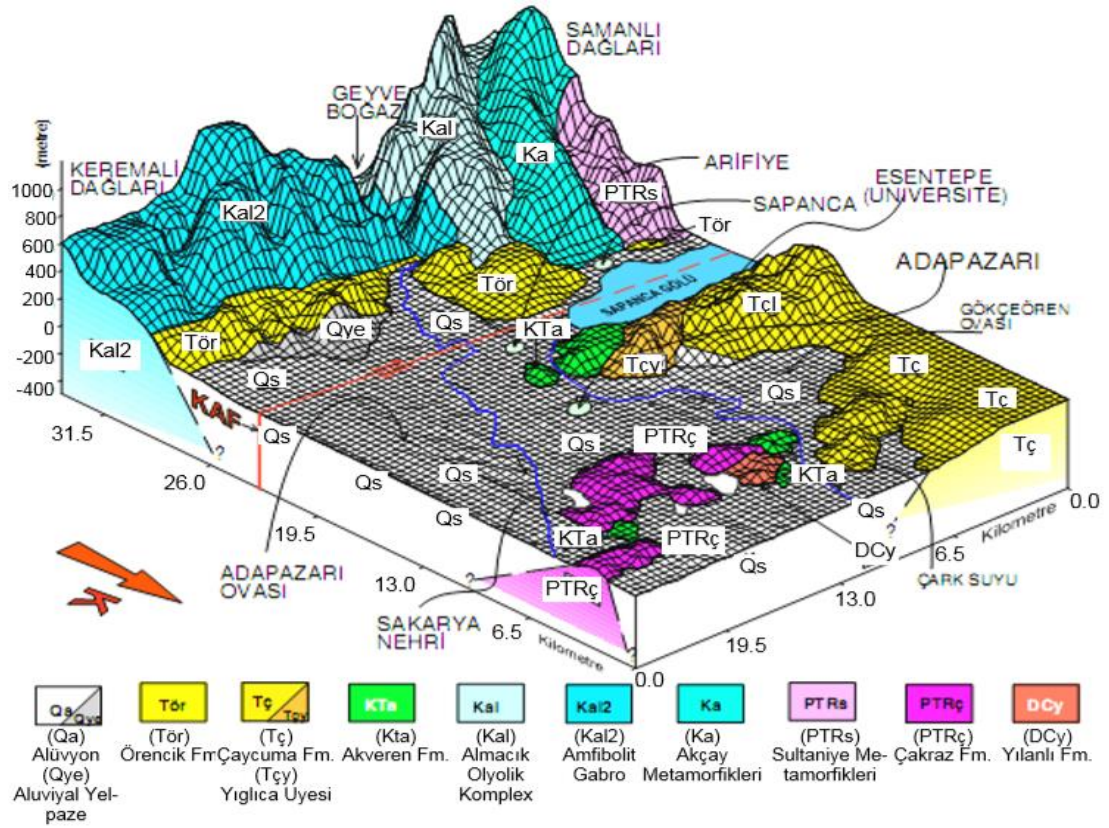 SAMANLI
DAĞLARI
GEYVE
BOĞAZ
(metre)
KEREMALİ
DAĞLARI
Kal
Ka
PTRs
ARİFİYE
ESENTEPE
(UNIVERSITE)
SAPANCA
Tör
ADAPAZARI
GÖKÇEÖREN
OVASI
1000
800
600
400
200
0
-200
-400
Kal2
Kal2
Tör
Qye
Qs
Tör
KTa
SAPANCA GÖLÜ
Tçl
Tçy
Tç
Tç
Tç
Qs
KAF
Qs
Qs
Qs
PTRç
Qs
Qs
Qs
KTa
Qs
KTa
PTRç
DCy
Qs
PTRç
?
?
?
?
31.5
26.0
19.5
13.0
6.5
Kilometre
0.0
19.5
13.0
6.5
Kilometre
0.0
K
ADAPAZARI
OVASI
SAKARYA
NEHRİ
ÇARK SUYU
Qs Qye
Tör
Tç Tçy
KTa
Kal
Kal2
Ka
PTRs
PTRç
DCy
(Qa)
Alüvyon
(Qye)
Aluviyal Yel-
paze
(Tör)
Örencik Fm.
(Tç)
Çaycuma Fm.
(Tçy)
Yığlıca Üyesi
(Kta)
Akveren Fm.
(Kal)
Almacık
Olyolik
Komplex
(Kal2)
Amfibolit
Gabro
(Ka)
Akçay
Metamorfikleri
(PTRs)
Sultaniye Me-
tamorfikleri
(PTRç)
Çakraz Fm.
(DCy)
Yılanlı Fm.